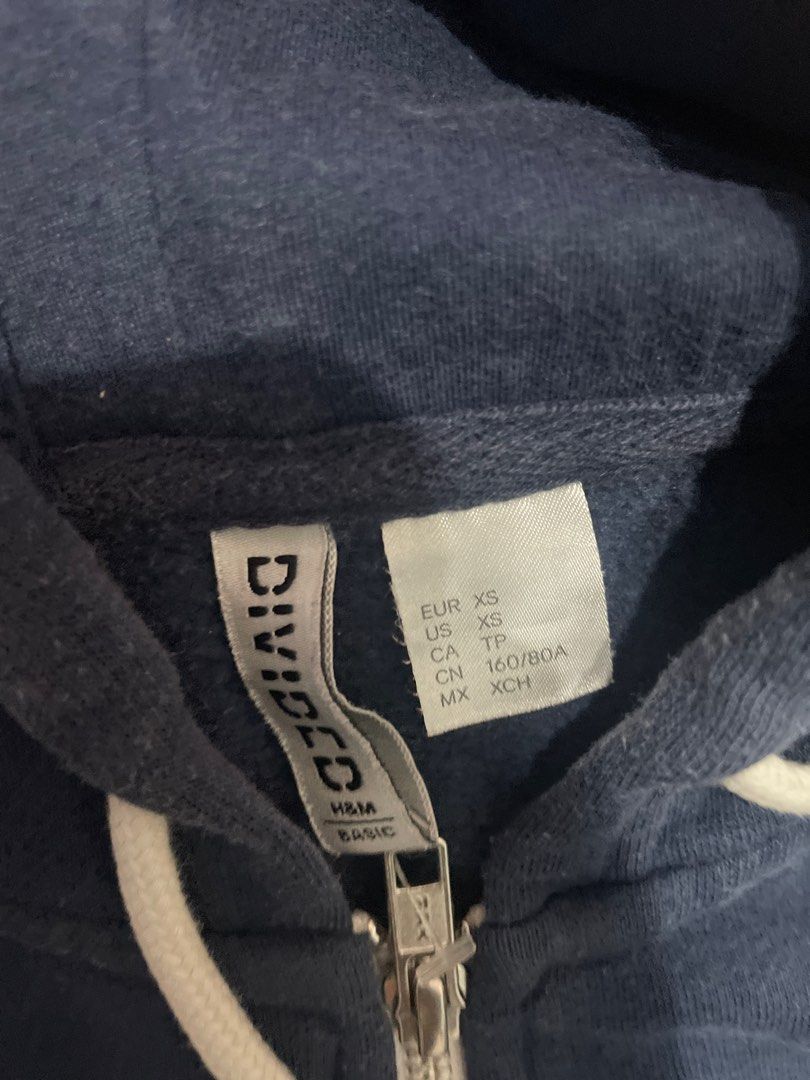 DIVIDED
H&M
BASIC
EUR XS
US XS
CA TP
CN 160/80A
MX XCH